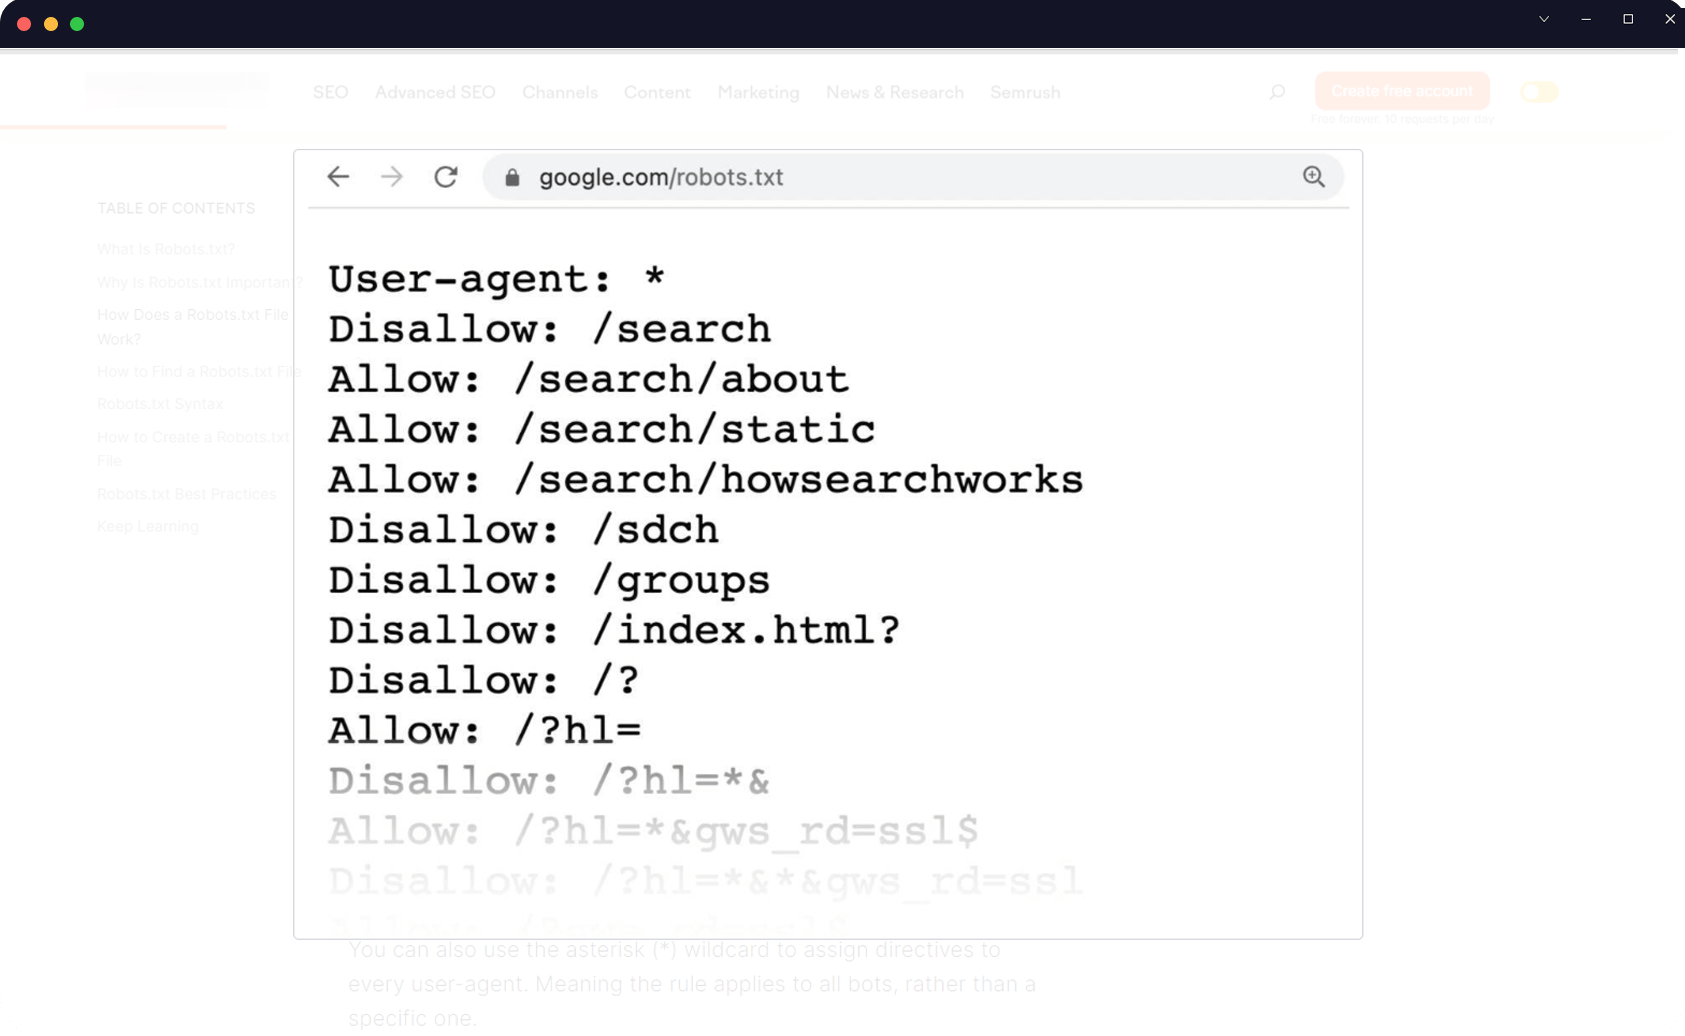 SEO Advanced SEO Channels Content Marketing News & Research Semrush
Create free account
Free forever, 10 requests per day
TABLE OF CONTENTS
What Is Robots.txt?
Why Is Robots.txt Important?
How Does a Robots.txt File
Work?
How to Find a Robots.txt File
Robots.txt Syntax
How to Create a Robots.txt
File
Robots.txt Best Practices
Keep Learning
google.com/robots.txt
User-agent: *
Disallow: /search
Allow: /search/about
Allow: /search/static
Allow: /search/howsearchworks
Disallow: /sdch
Disallow: /groups
Disallow: /index.html?
Disallow: /?
Allow: /?hl=
Disallow: /?hl=*&
Allow: /?hl=*&gws_rd=ssl$
Disallow: /?hl=*&*&gws_rd=ssl
Allow: /?gws_rd=ssl$
You can also use the asterisk (*) wildcard to assign directives to
every user-agent. Meaning the rule applies to all bots, rather than a
specific one.